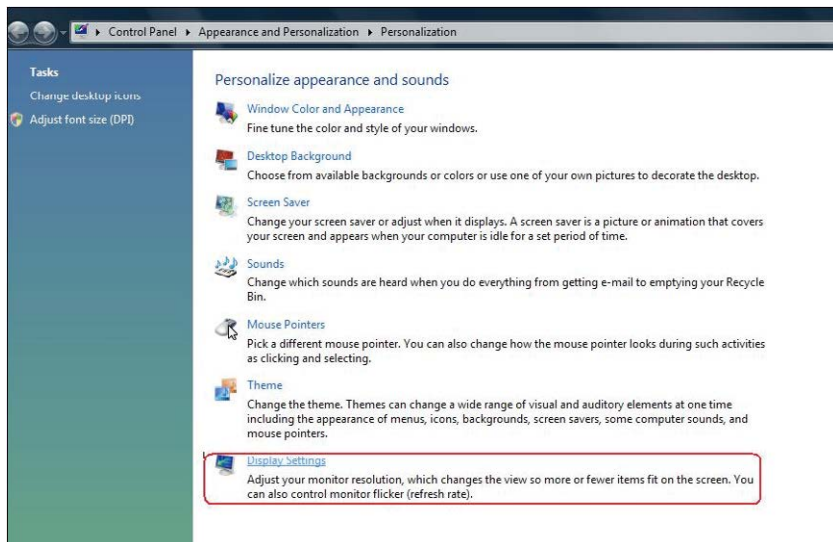 Control Panel ▸ Appearance and Personalization ▸ Personalization
Tasks
Change desktop icons
Adjust font size (DPI)
Personalize appearance and sounds
Window Color and Appearance
Fine tune the color and style of your windows.
Desktop Background
Choose from available backgrounds or colors or use one of your own pictures to decorate the desktop.
Screen Saver
Change your screen saver or adjust when it displays. A screen saver is a picture or animation that covers
your screen and appears when your computer is idle for a set period of time.
Sounds
Change which sounds are heard when you do everything from getting e-mail to emptying your Recycle
Bin.
Mouse Pointers
Pick a different mouse pointer. You can also change how the mouse pointer looks during such activities
as clicking and selecting.
Theme
Change the theme. Themes can change a wide range of visual and auditory elements at one time
including the appearance of menus, icons, backgrounds, screen savers, some computer sounds, and
mouse pointers.
Display Settings
Adjust your monitor resolution, which changes the view so more or fewer items fit on the screen. You
can also control monitor flicker (refresh rate).